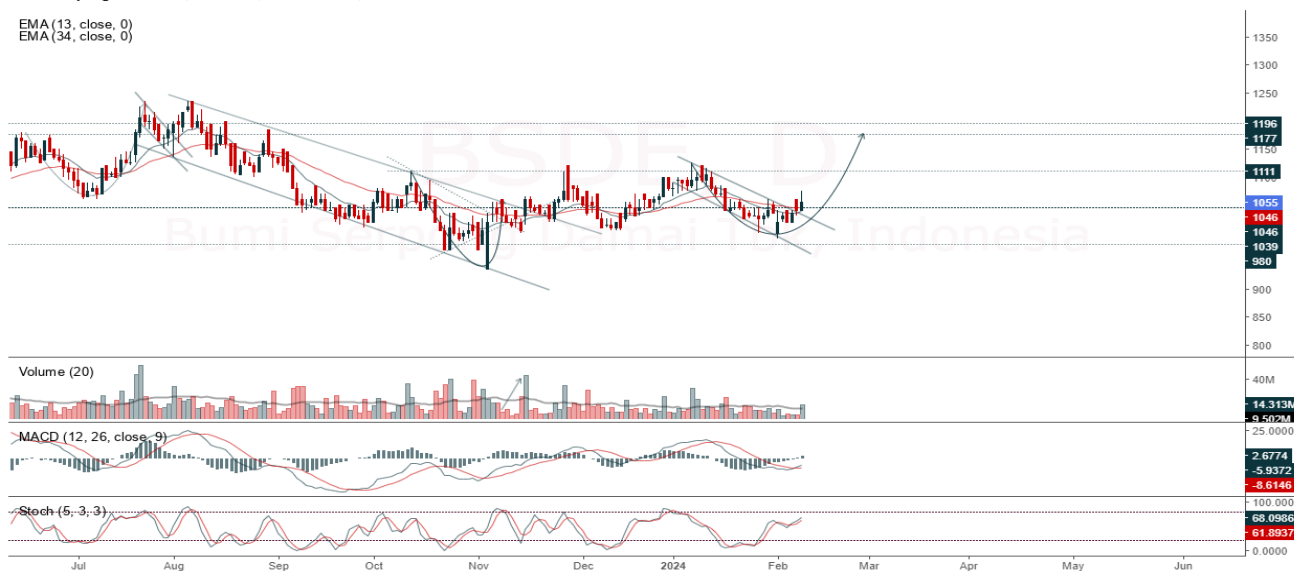 EMA (13, close, 0)
EMA (34, close, 0)
BSDE, D
Bumi Serpong Damai Tbk, Indonesia
1350
1300
1250
1196
1177
1150
1111
1055
1046
1046
1039
980
900
850
800
Volume (20)
40M
14.313M
9.502M
MACD (12, 26, close, 9)
25.0000
2.6774
-5.9372
-8.6146
Stoch (5, 3, 3)
100.000
68.0986
61.8937
0.0000
Jul Aug Sep Oct Nov Dec 2024 Feb Mar Apr May Jun